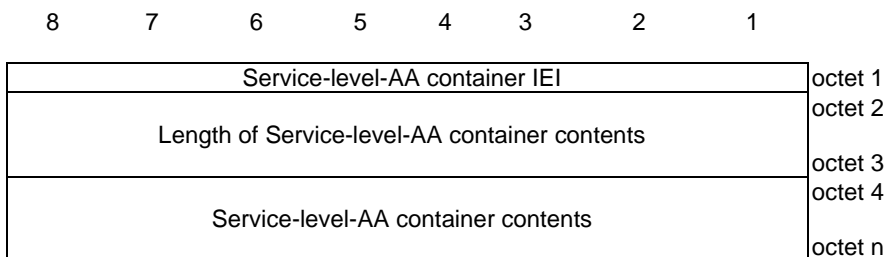 8 7 6 5 4 3 2 1
Service-level-AA container IEI octet 1
octet 2
Length of Service-level-AA container contents
octet 3
octet 4
Service-level-AA container contents
octet n